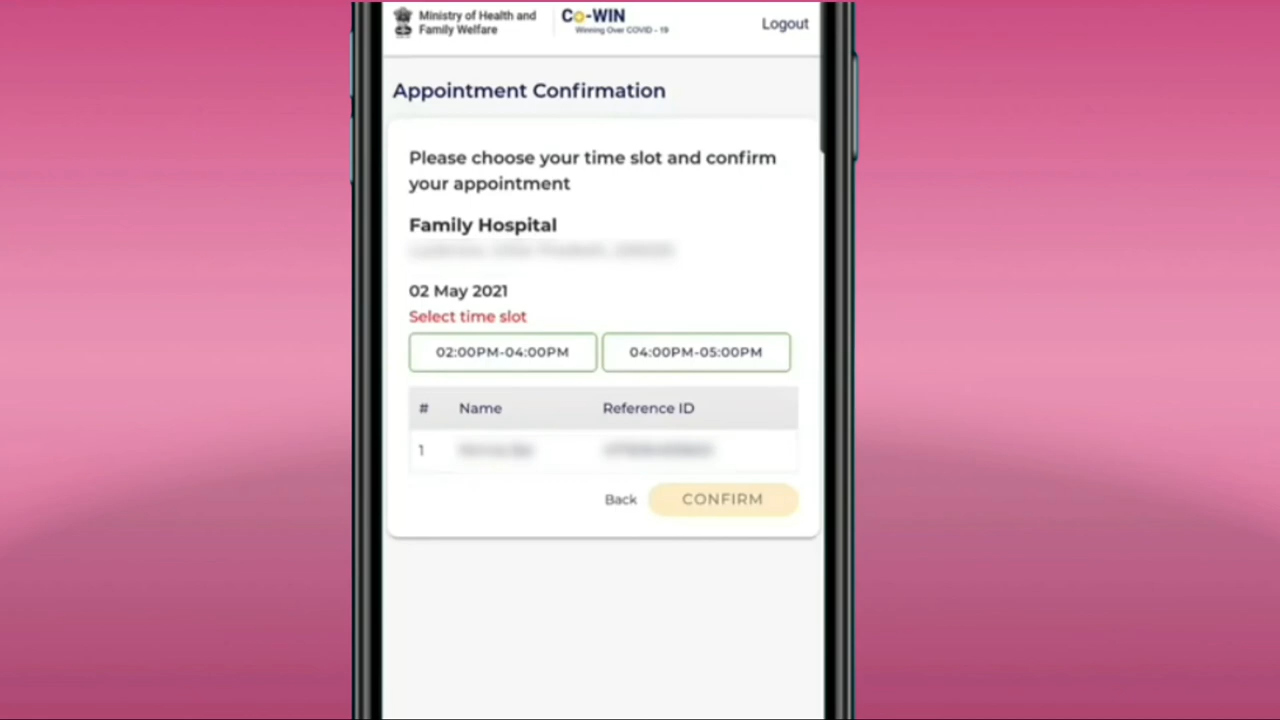 Ministry of Health and
Family Welfare
Co-WIN
Winning Over COVID - 19
Logout
Appointment Confirmation
Please choose your time slot and confirm
your appointment
Family Hospital
02 May 2021
Select time slot
02:00PM-04:00PM 04:00PM-05:00PM
# Name Reference ID
1
Back CONFIRM